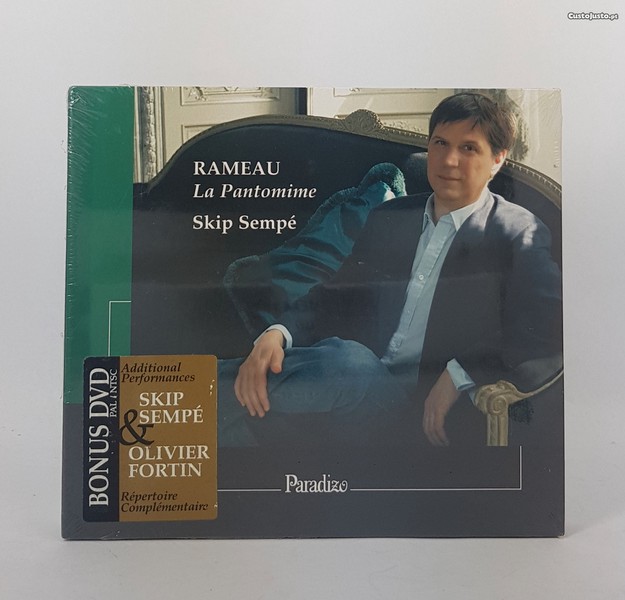 CustoJusto.pt
RAMEAU
La Pantomime
Skip Sempé
BONUS DVD
PAL / NTSC
Additional
Performances
SKIP
SEMPÉ
&
OLIVIER
FORTIN
Répertoire
Complémentaire
Paradizo